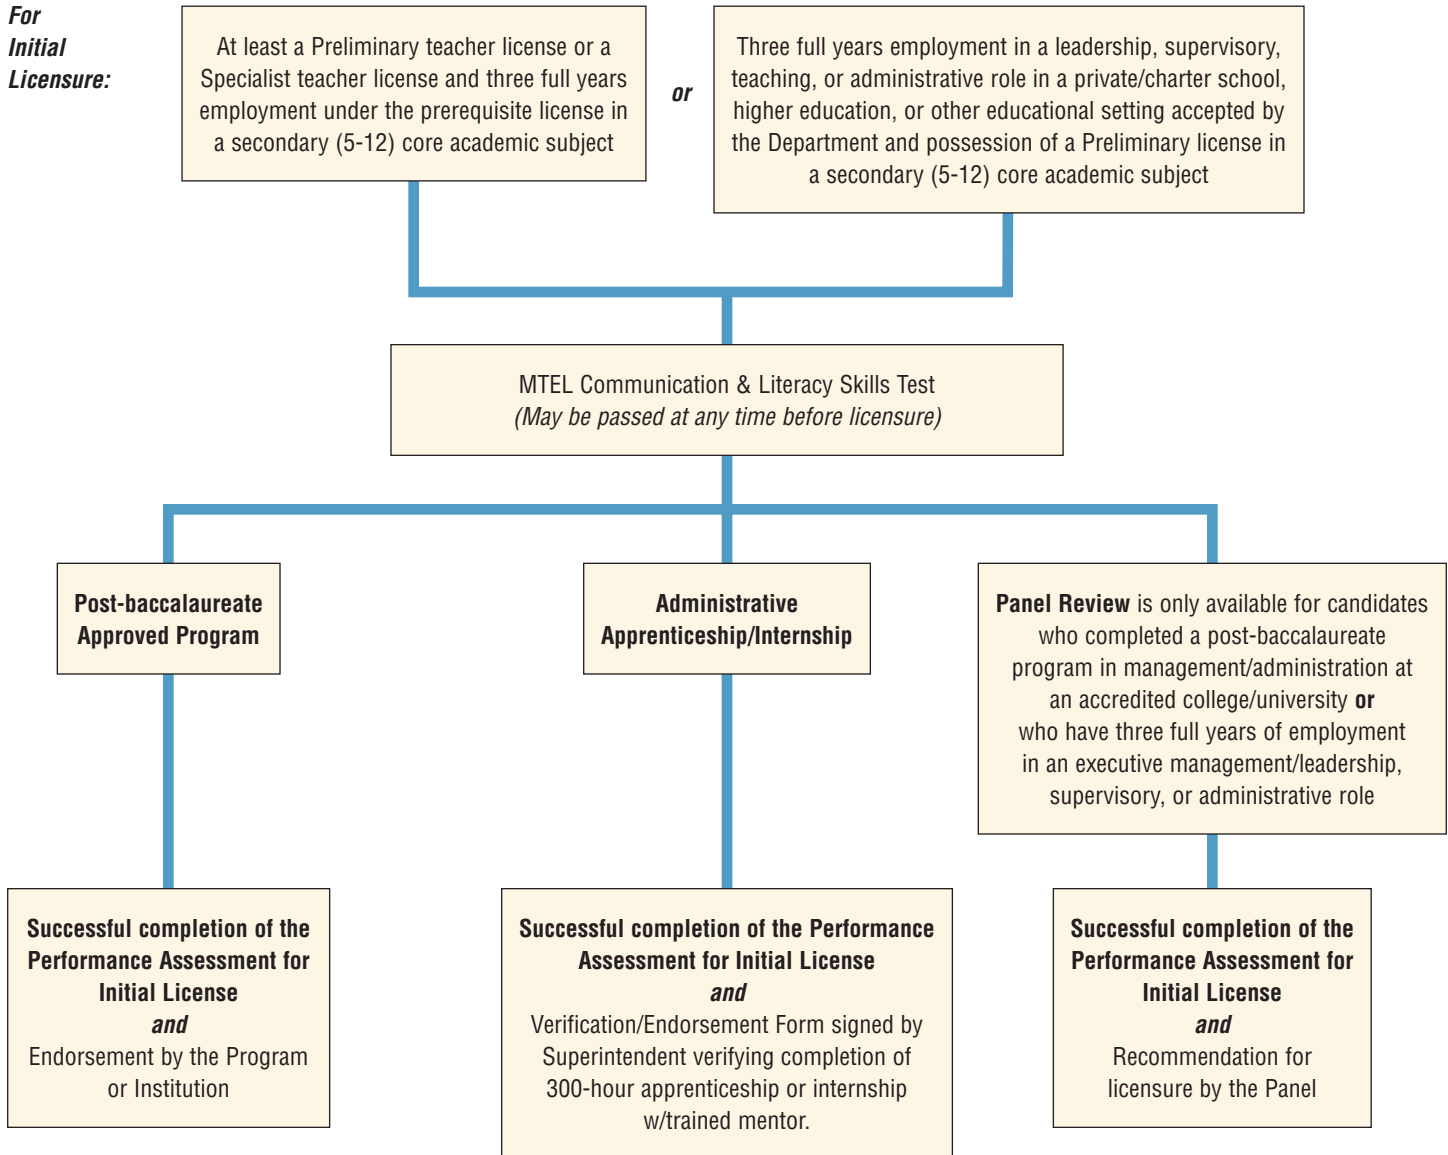 For
Initial
Licensure:
At least a Preliminary teacher license or a
Specialist teacher license and three full years
employment under the prerequisite license in
a secondary (5-12) core academic subject
or
Three full years employment in a leadership, supervisory,
teaching, or administrative role in a private/charter school,
higher education, or other educational setting accepted by
the Department and possession of a Preliminary license in
a secondary (5-12) core academic subject
MTEL Communication & Literacy Skills Test
(May be passed at any time before licensure)
Post-baccalaureate
Approved Program
Administrative
Apprenticeship/Internship
Panel Review is only available for candidates
who completed a post-baccalaureate
program in management/administration at
an accredited college/university or
who have three full years of employment
in an executive management/leadership,
supervisory, or administrative role
Successful completion of the
Performance Assessment for
Initial License
and
Endorsement by the Program
or Institution
Successful completion of the Performance
Assessment for Initial License
and
Verification/Endorsement Form signed by
Superintendent verifying completion of
300-hour apprenticeship or internship
w/trained mentor.
Successful completion of the
Performance Assessment for
Initial License
and
Recommendation for
licensure by the Panel